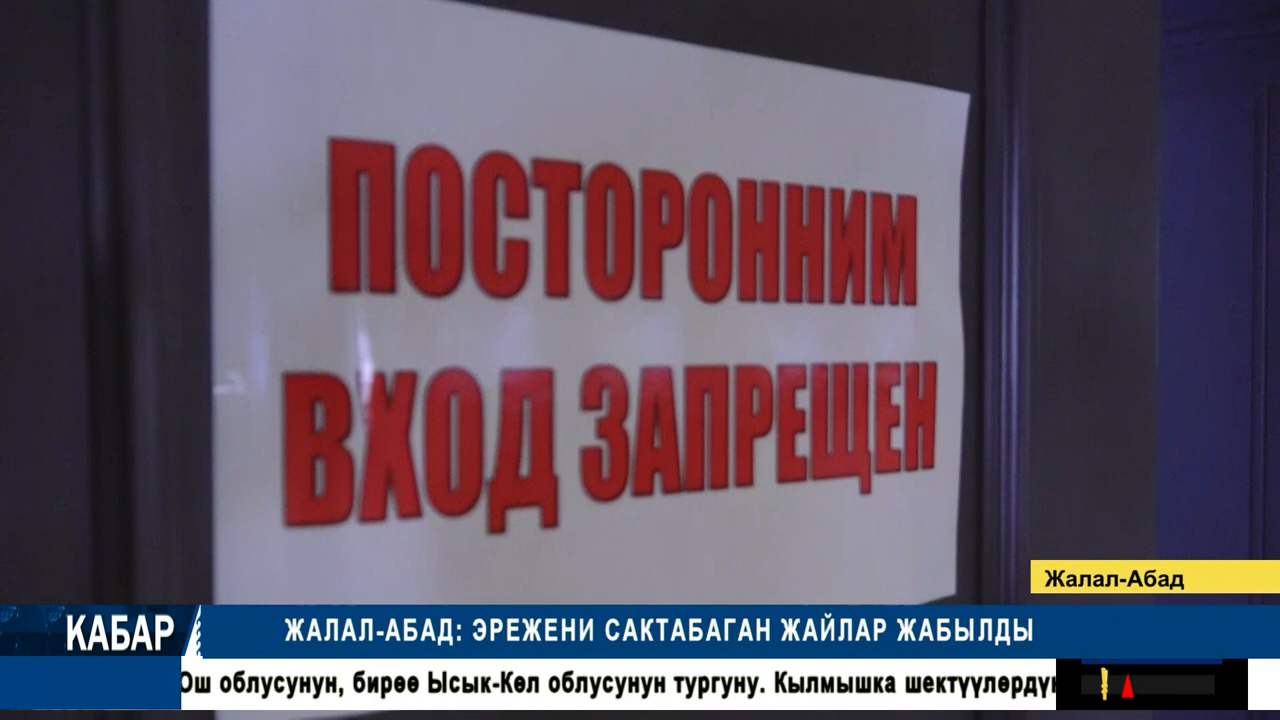 ПОСТОРОННИМ
ВХОД ЗАПРЕЩЕН
Жалал-Абад
КАБАР
ЖАЛАЛ-АБАД: ЭРЕЖЕНИ САКТАБАГАН ЖАЙЛАР ЖАБЫЛДЫ
Ош облусунун, бирөө Ысык-Көл облусунун тургуну. Кылмышка